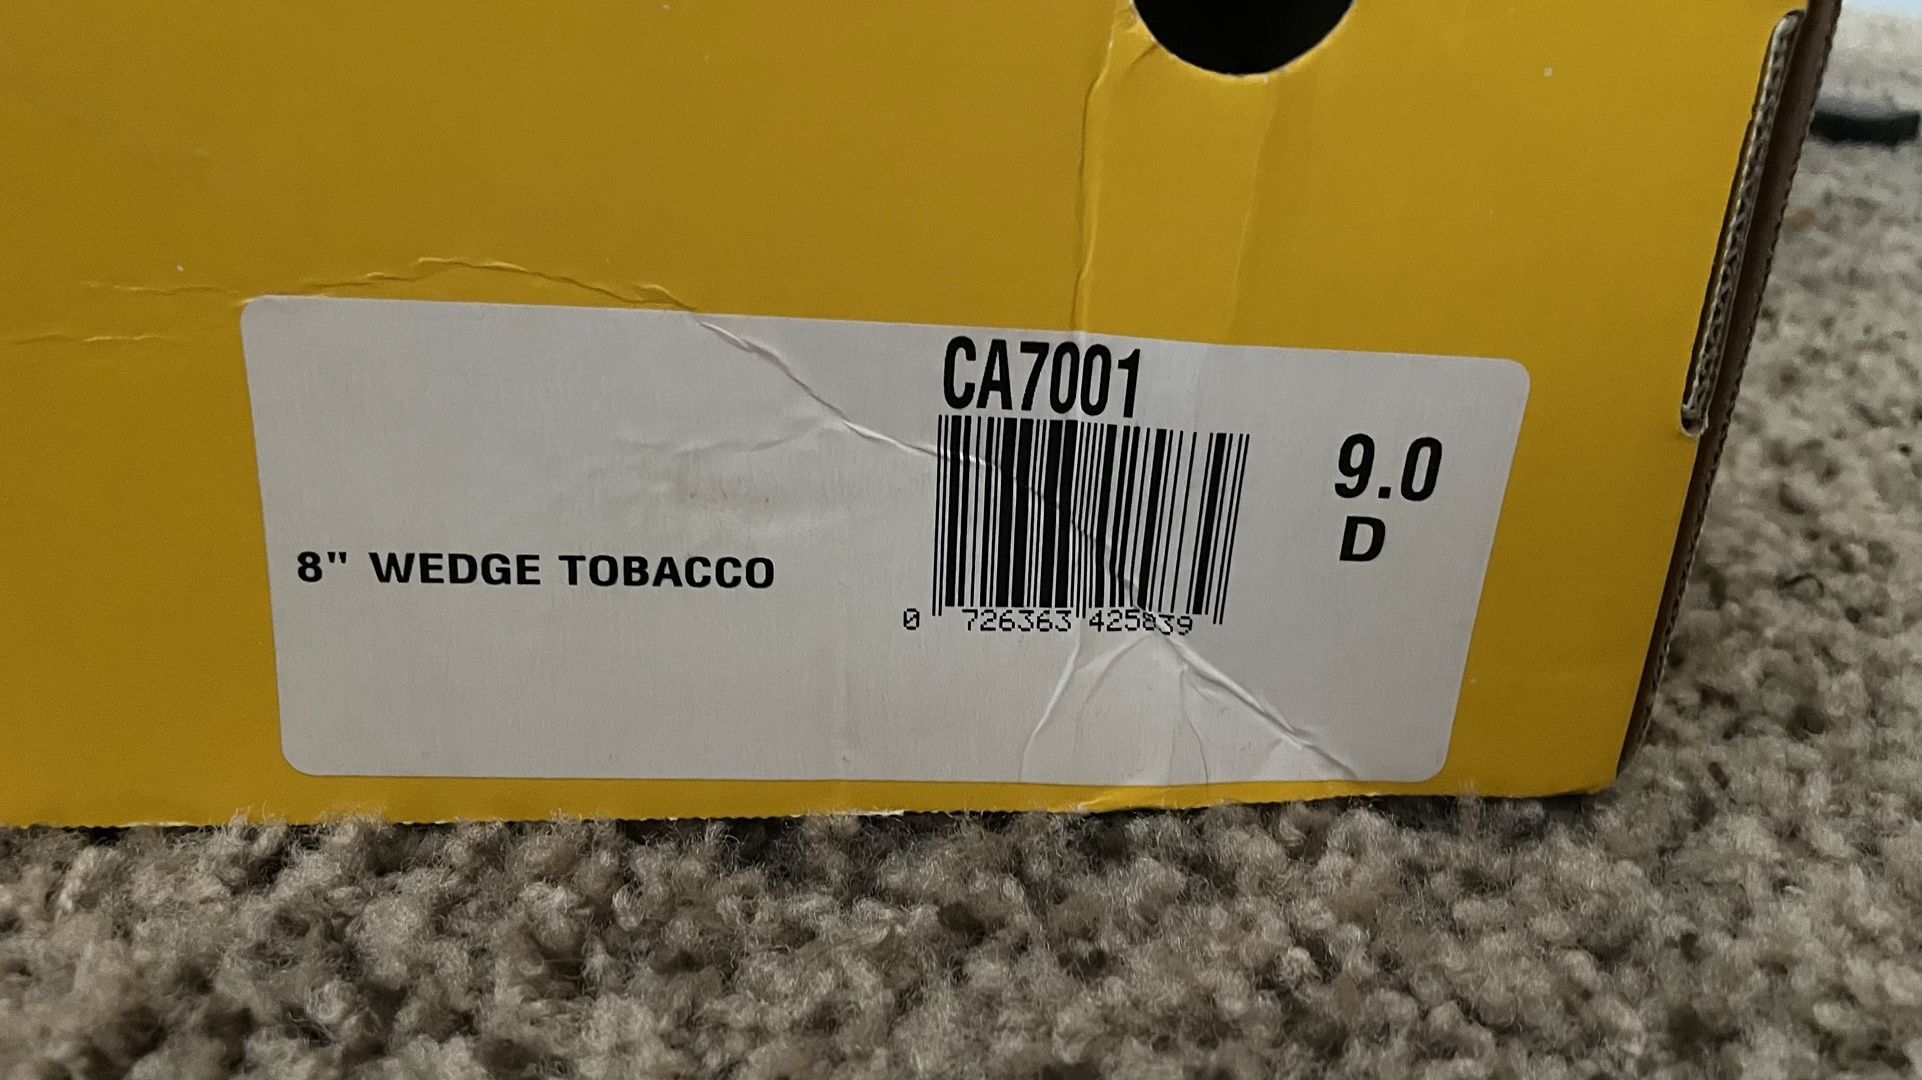 CA7001
9.0
D
8" WEDGE TOBACCO
0 726363 425839